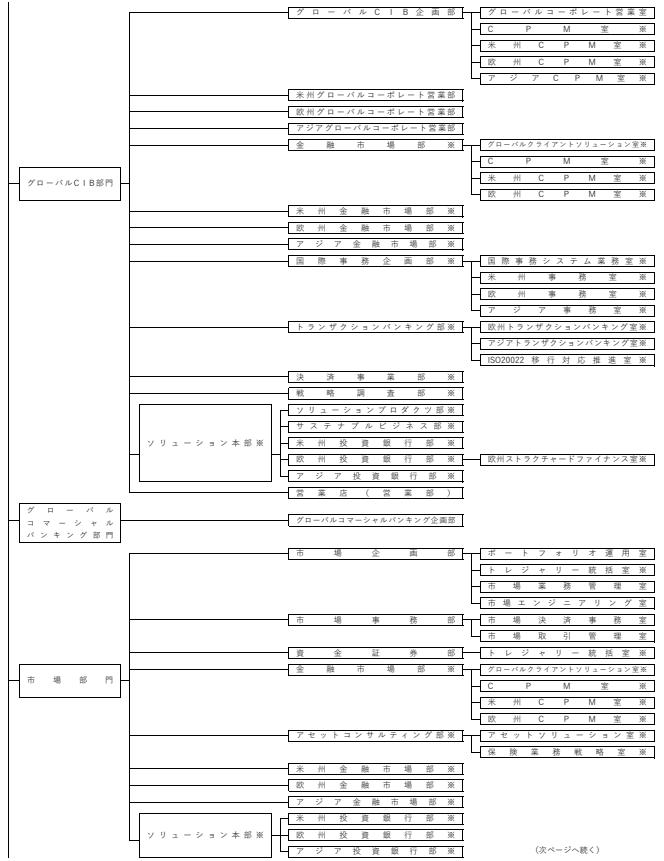 グローバルCIB企画部
グローバルコーポレート営業室
CPM室※
米州CPM室※
欧州CPM室※
アジアCPM室※
米州グローバルコーポレート営業部
欧州グローバルコーポレート営業部
アジアグローバルコーポレート営業部
金融市場部※
グローバルクライアントソリューション室※
CPM室※
米州CPM室※
欧州CPM室※
グローバルCIB部門
米州金融市場部※
欧州金融市場部※
アジア金融市場部※
国際事務企画部※
国際事務システム業務室※
米州事務室※
欧州事務室※
アジア事務室※
トランザクションバンキング部※
欧州トランザクションバンキング室※
アジアトランザクションバンキング室※
ISO20022移行対応推進室※
決済事業部※
戦略調査部※
ソリューション本部※
ソリューションプロダクツ部※
サステナブルビジネス部※
米州投資銀行部※
欧州投資銀行部※
欧州ストラクチャードファイナンス室※
アジア投資銀行部※
営業店(営業部)
グローバル
コマーシャル
バンキング部門
グローバルコマーシャルバンキング企画部
市場企画部
ポートフォリオ運用室
トレジャリー統括室※
市場業務管理室
市場エンジニアリング室
市場事務部
市場決済事務室
市場取引管理室
資金証券部
トレジャリー統括室※
市場部門
金融市場部※
グローバルクライアントソリューション室※
CPM室※
米州CPM室※
欧州CPM室※
アセットコンサルティング部※
アセットソリューション室※
保険業務戦略室※
米州金融市場部※
欧州金融市場部※
アジア金融市場部※
ソリューション本部※
米州投資銀行部※
欧州投資銀行部※
アジア投資銀行部※
(次ページへ続く)